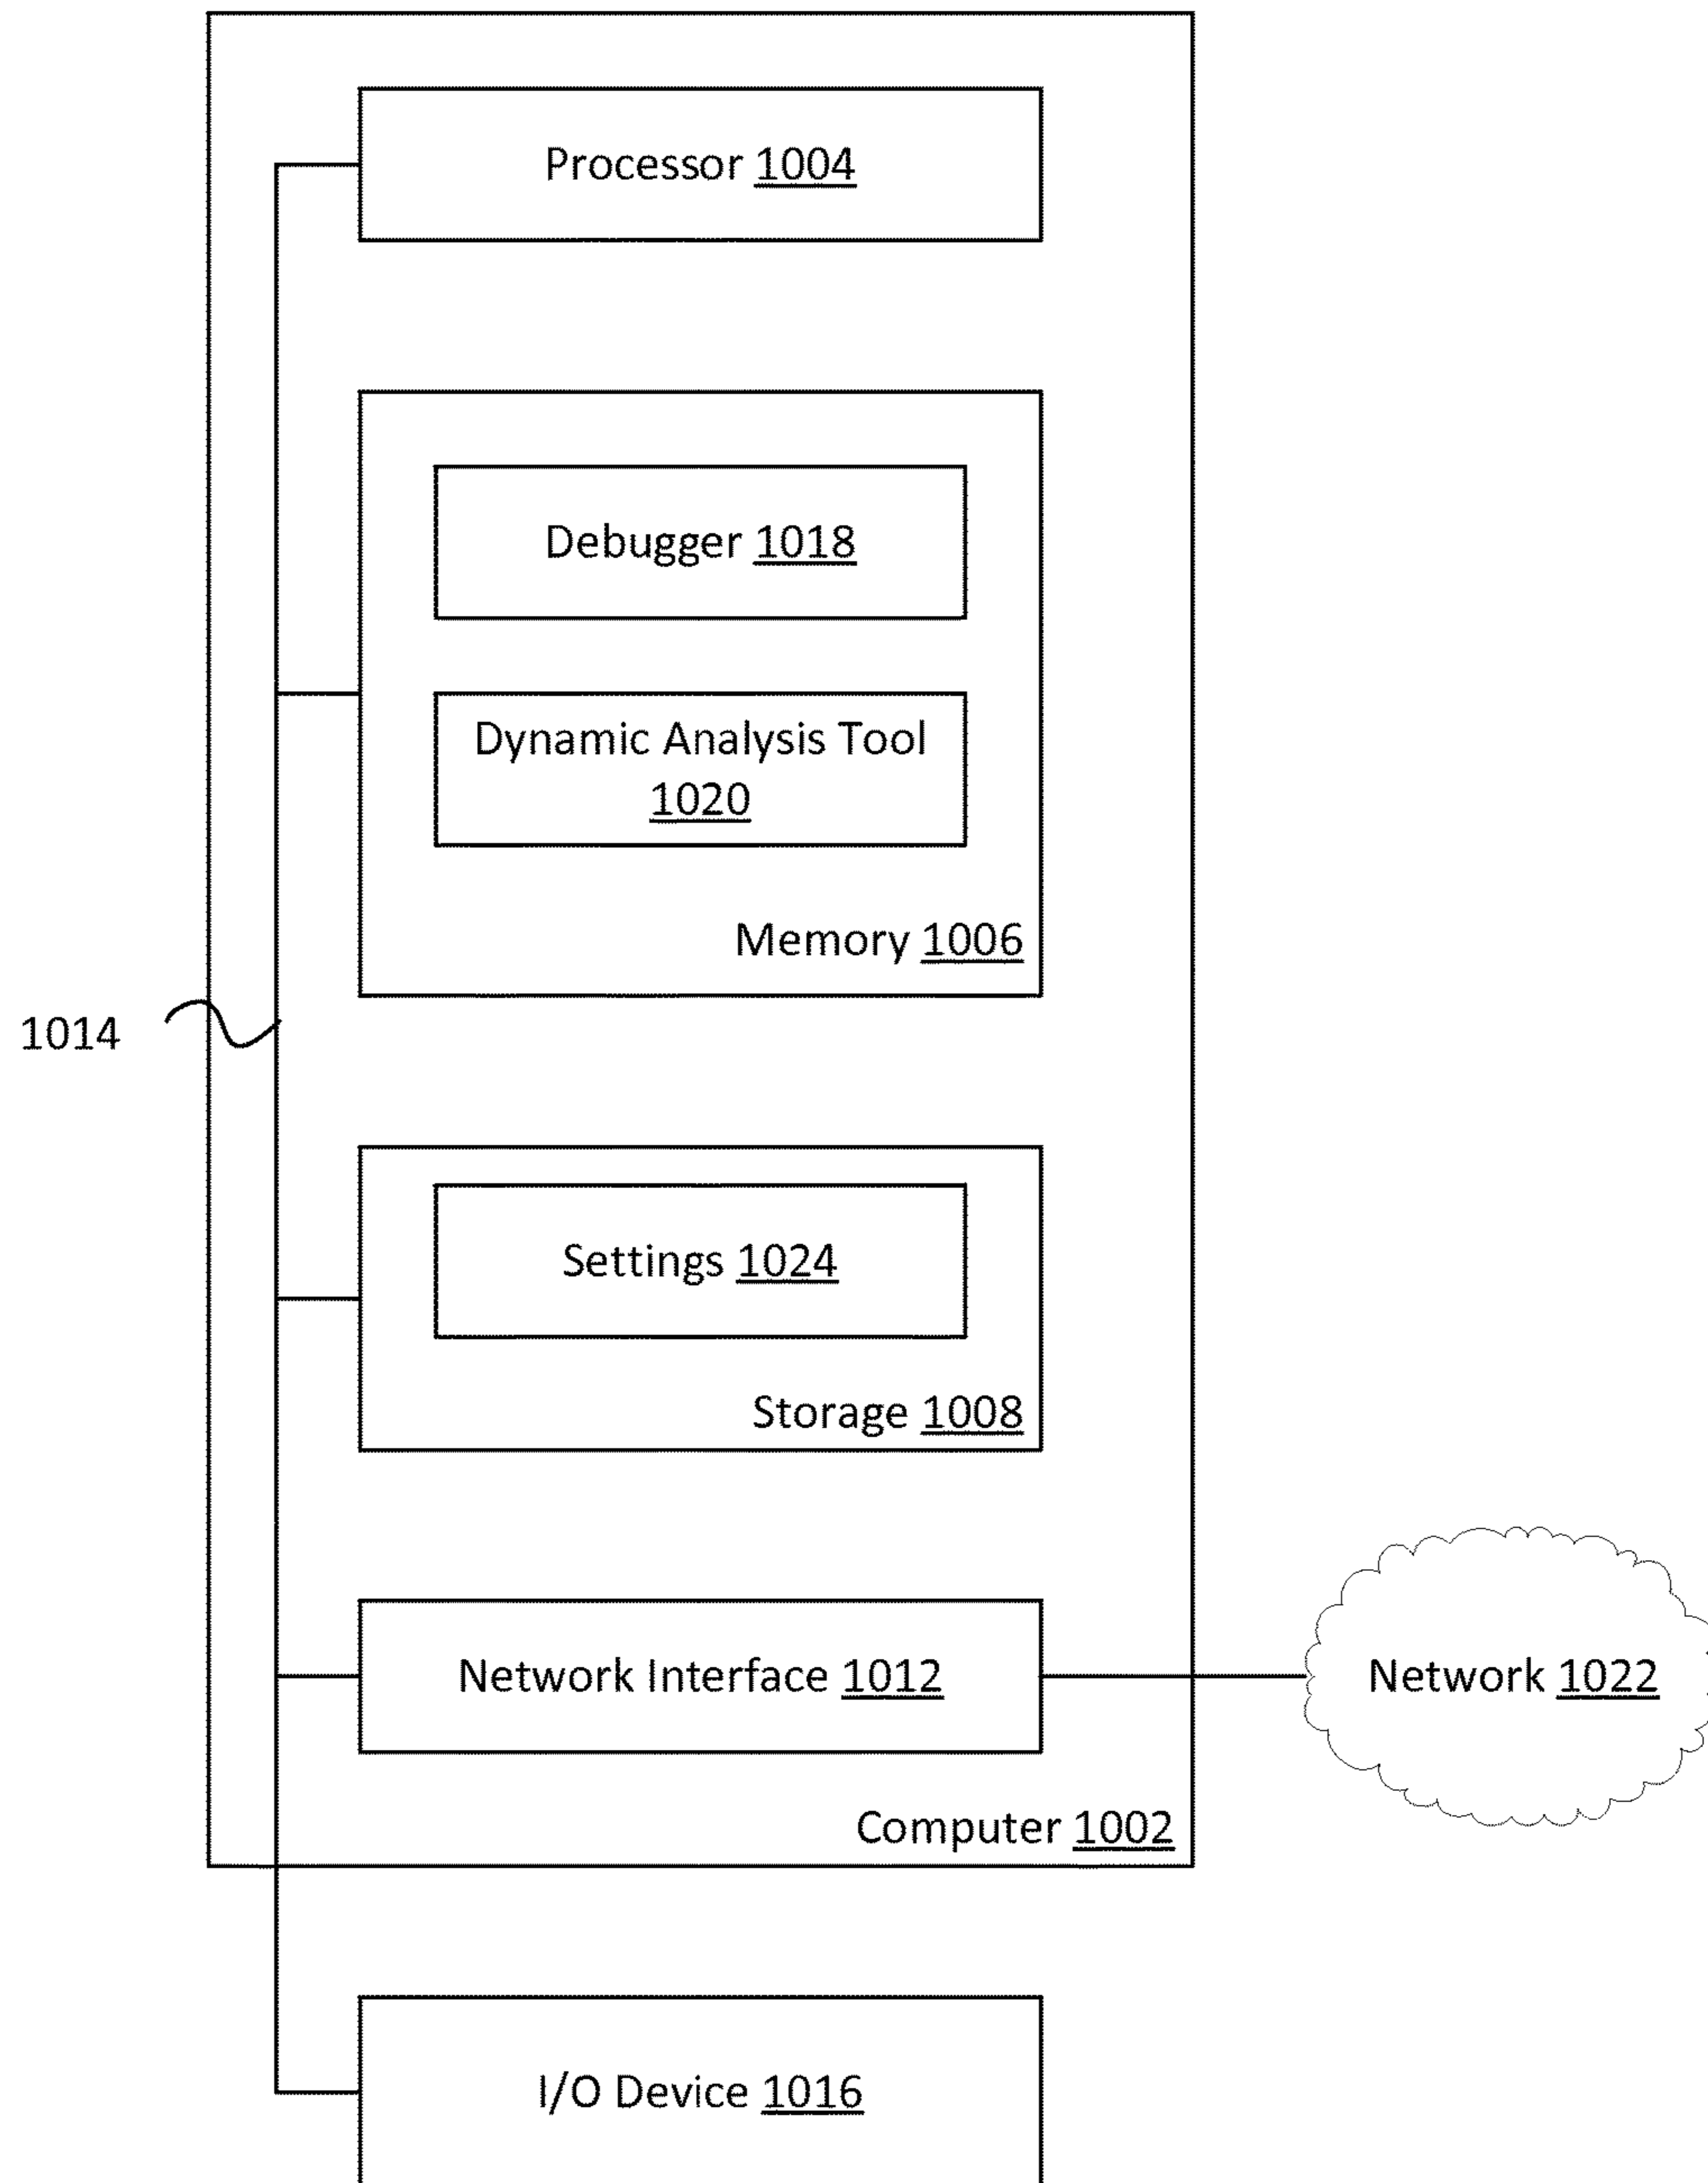 Processor 1004
Debugger 1018
Dynamic Analysis Tool
1020
Memory 1006
1014
Settings 1024
Storage 1008
Network Interface 1012
Network 1022
Computer 1002
I/O Device 1016